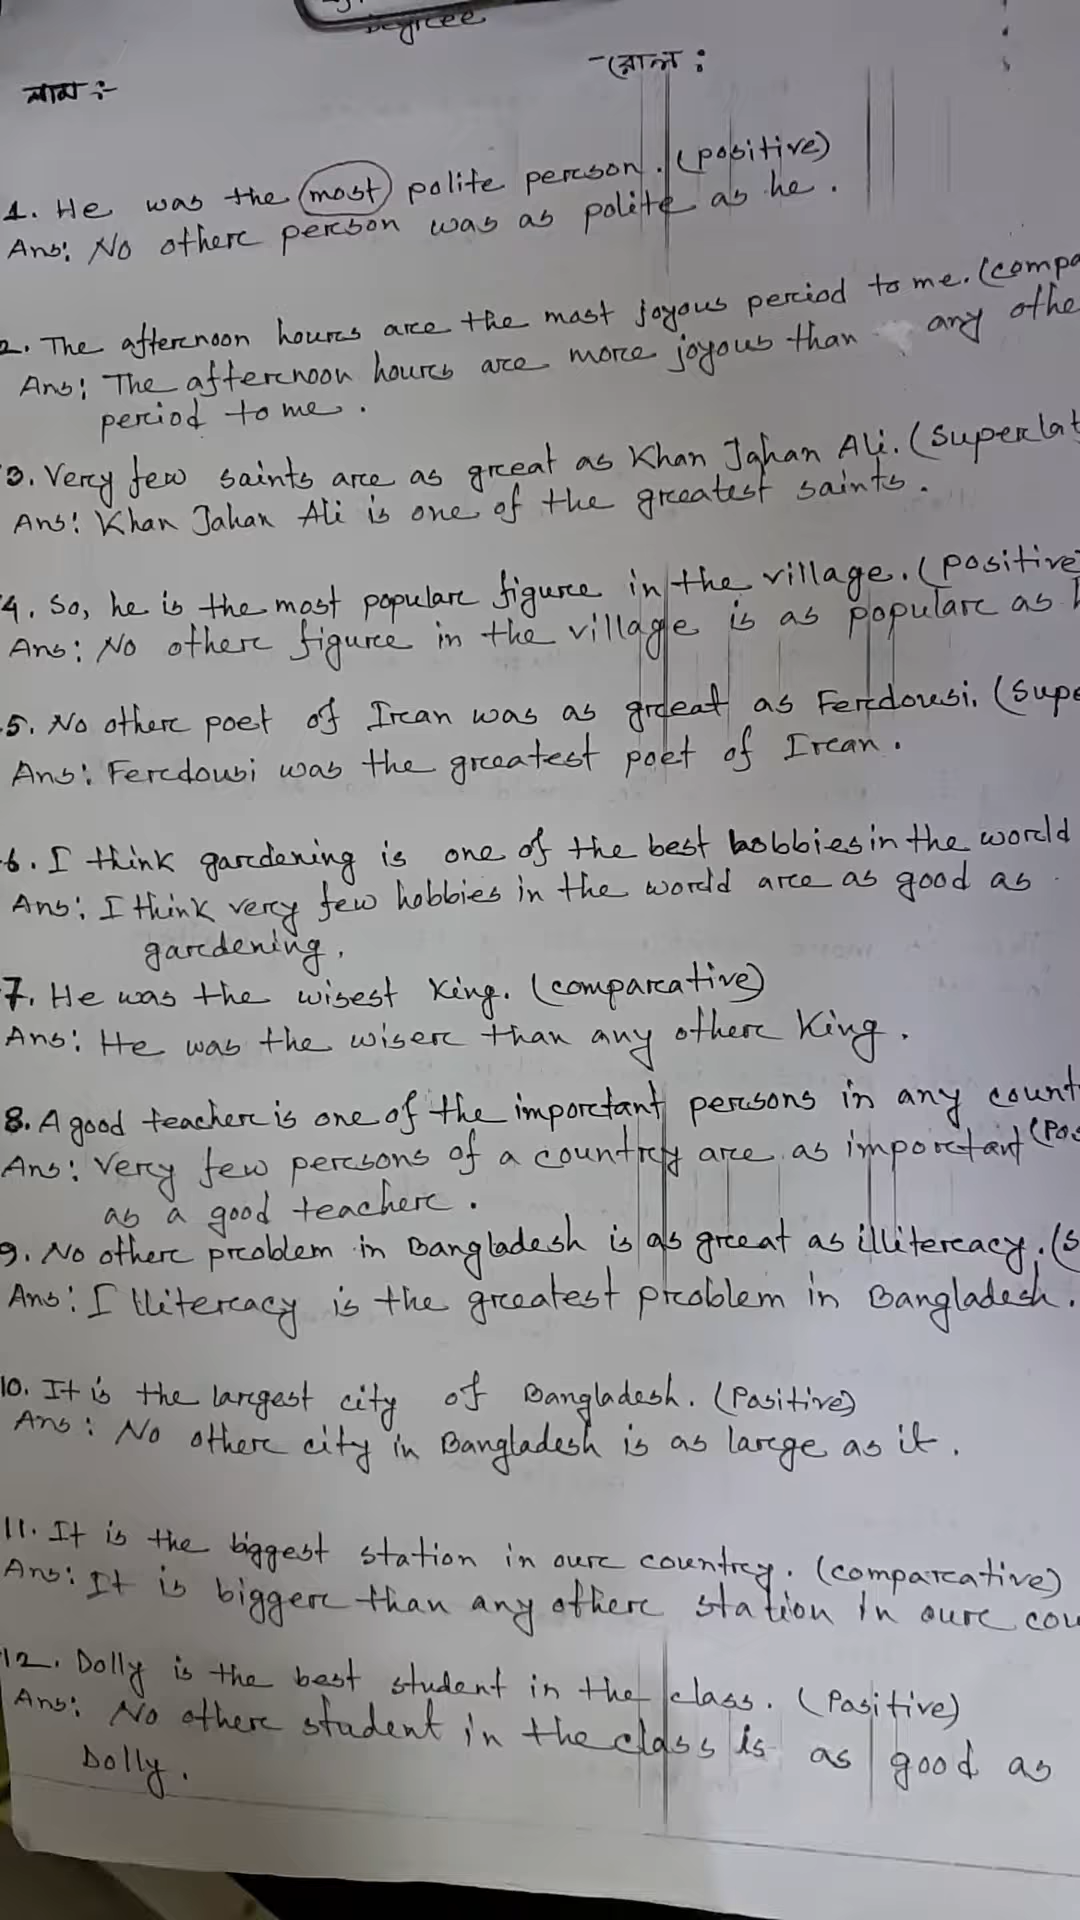 Degree
নাম :-
-রোল :
1. He was the most polite person. (positive)
Ans: No other person was as polite as he.
2. The afternoon hours are the most joyous period to me. (compa
Ans: The afternoon hours are more joyous than any othe
period to me.
3. Very few saints are as great as Khan Jahan Ali. (Superlat
Ans: Khan Jahan Ali is one of the greatest saints.
4. So, he is the most popular figure in the village. (positive
Ans: No other figure in the village is as popular as h
5. No other poet of Iran was as great as Ferdousi. (Supe
Ans: Ferdousi was the greatest poet of Iran.
6. I think gardening is one of the best hobbies in the world
Ans: I think very few hobbies in the world are as good as
gardening.
7. He was the wisest King. (comparative)
Ans: He was the wiser than any other King.
8. A good teacher is one of the important persons in any count
(Pos
Ans: Very few persons of a country are as important
as a good teacher.
9. No other problem in Bangladesh is as great as illiteracy. (S
Ans: Illiteracy is the greatest problem in Bangladesh.
10. It is the largest city of Bangladesh. (Positive)
Ans: No other city in Bangladesh is as large as it.
11. It is the biggest station in our country. (comparative)
Ans: It is bigger than any other station in our cou
12. Dolly is the best student in the class. (Positive)
Ans: No other student in the class is as good as
Dolly.